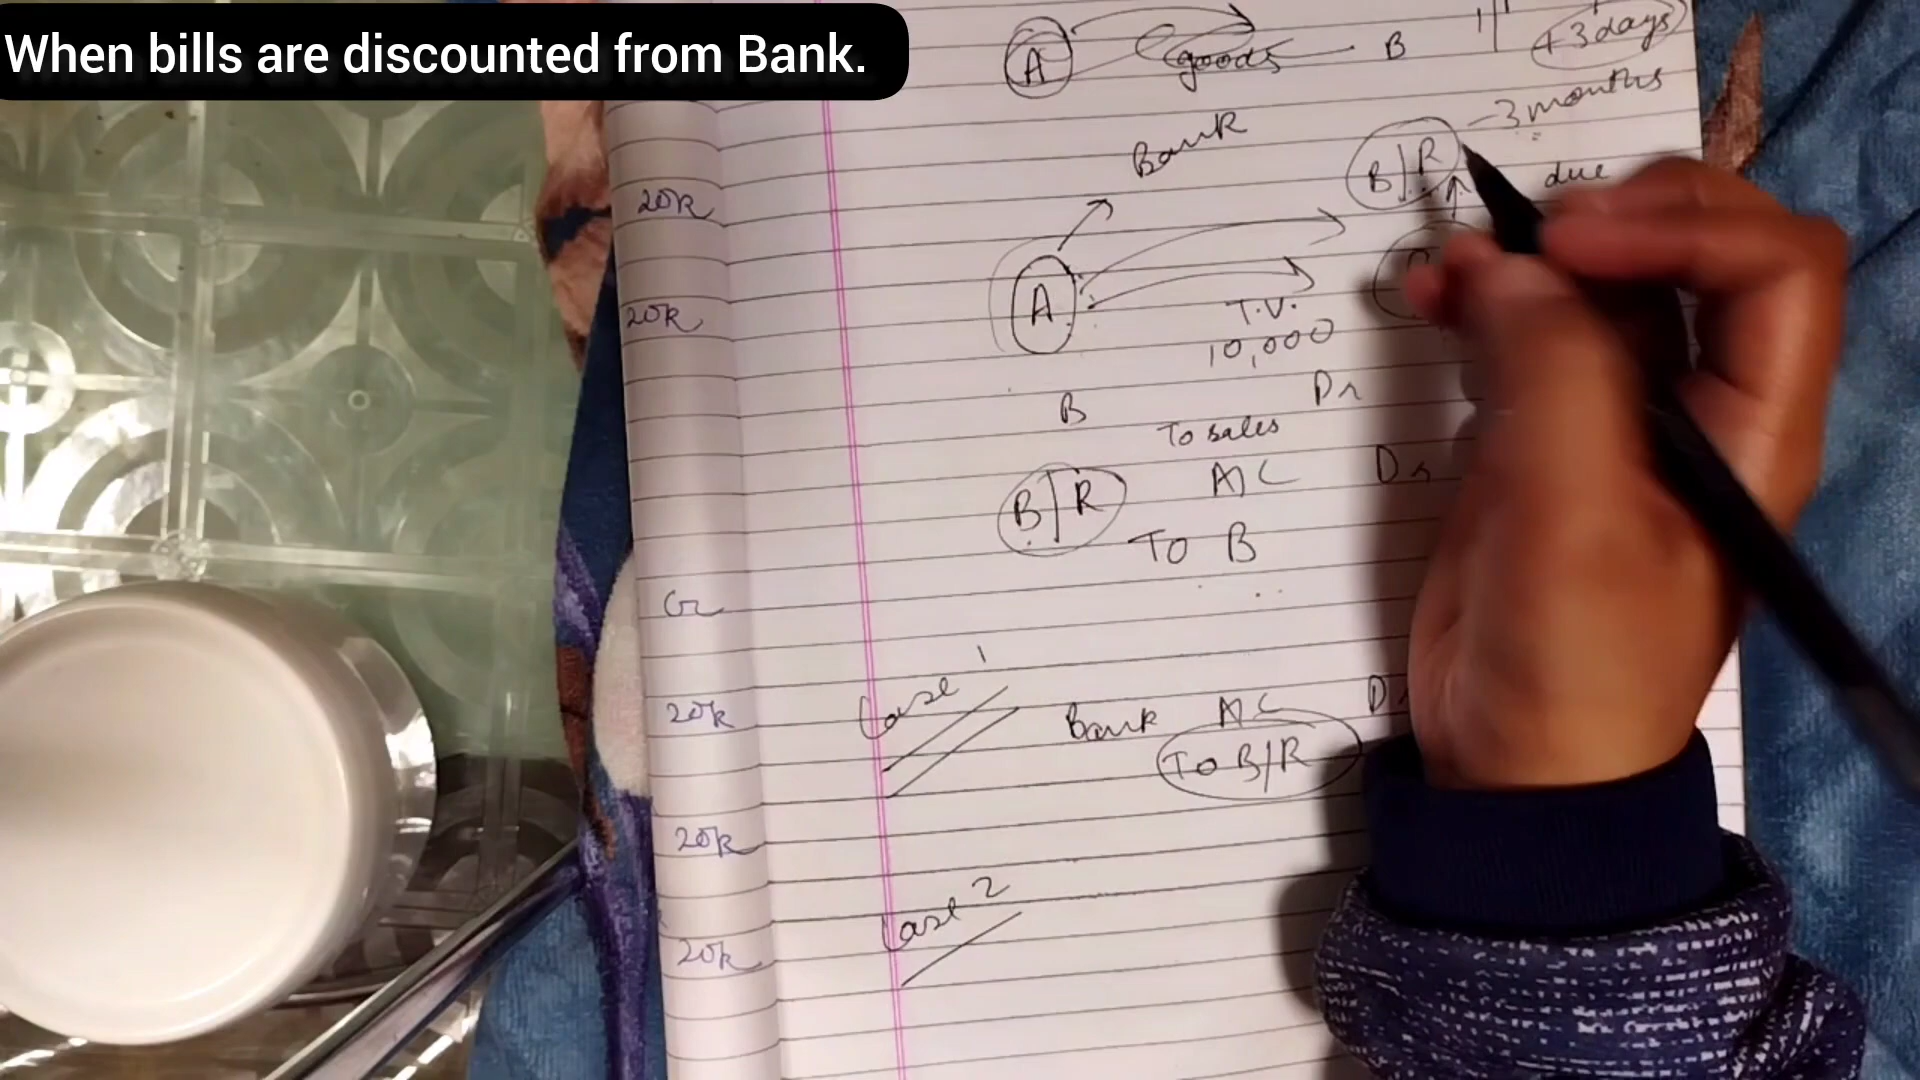 When bills are discounted from Bank.
A goods B + 3 days
- 3 months
Bank
B/R due
20k
A T.V.
20k
10,000
B Dr
To sales
B/R A/C Dr
To B
Cr
Case 1
20k Bank A/C D
To B/R
20k
Case 2
20k